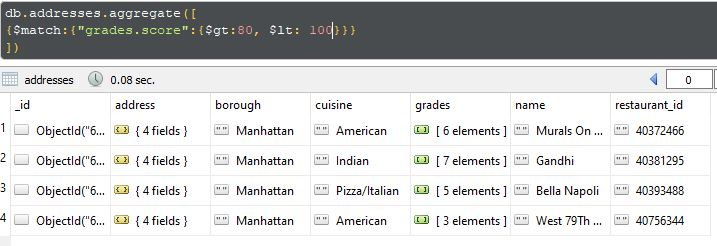 db.addresses.aggregate([
{$match:{"grades.score":{$gt:80, $lt: 100}}}
])
addresses 0.08 sec. 0
_id address borough cuisine grades name restaurant_id
1 ObjectId("6... { 4 fields } Manhattan American [ 6 elements ] Murals On ... 40372466
2 ObjectId("6... { 4 fields } Manhattan Indian [ 7 elements ] Gandhi 40381295
3 ObjectId("6... { 4 fields } Manhattan Pizza/Italian [ 5 elements ] Bella Napoli 40393488
4 ObjectId("6... { 4 fields } Manhattan American [ 3 elements ] West 79Th ... 40756344